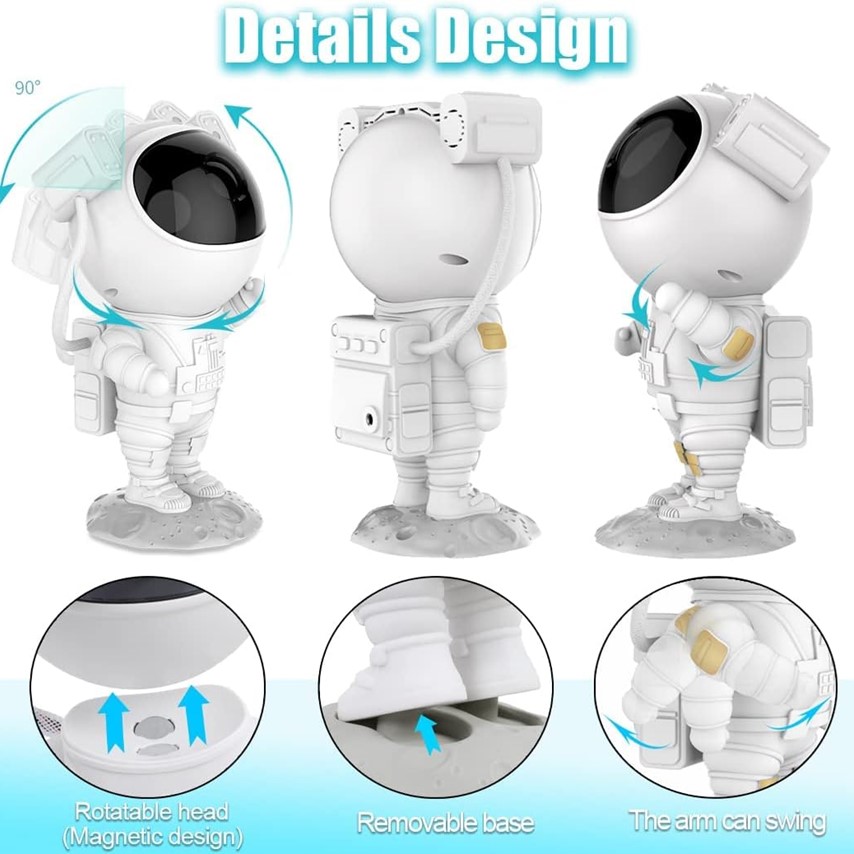 Details Design
90°
Rotatable head
(Magnetic design)
Removable base
The arm can swing